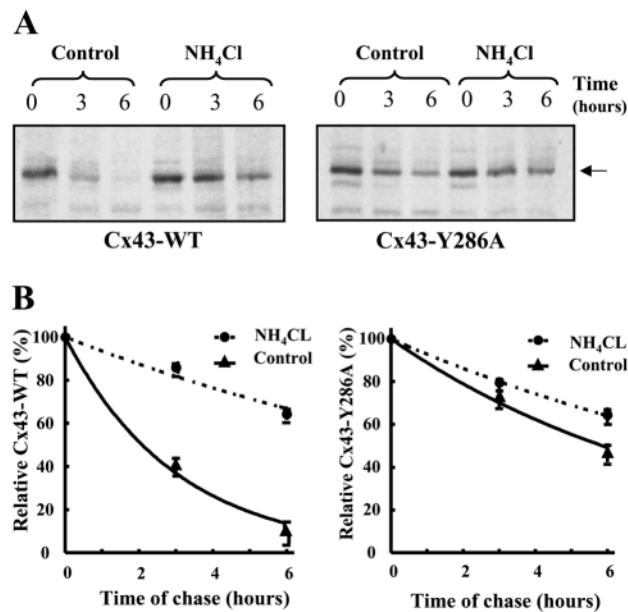 A
Control NH₄Cl Control NH₄Cl
0 3 6 0 3 6 0 3 6 0 3 6 Time (hours)
Cx43-WT Cx43-Y286A
B
Relative Cx43-WT (%)
100
80
60
40
20
0
NH₄CL
Control
0 2 4 6
Time of chase (hours)
Relative Cx43-Y286A (%)
100
80
60
40
20
0
NH₄CL
Control
0 2 4 6
Time of chase (hours)